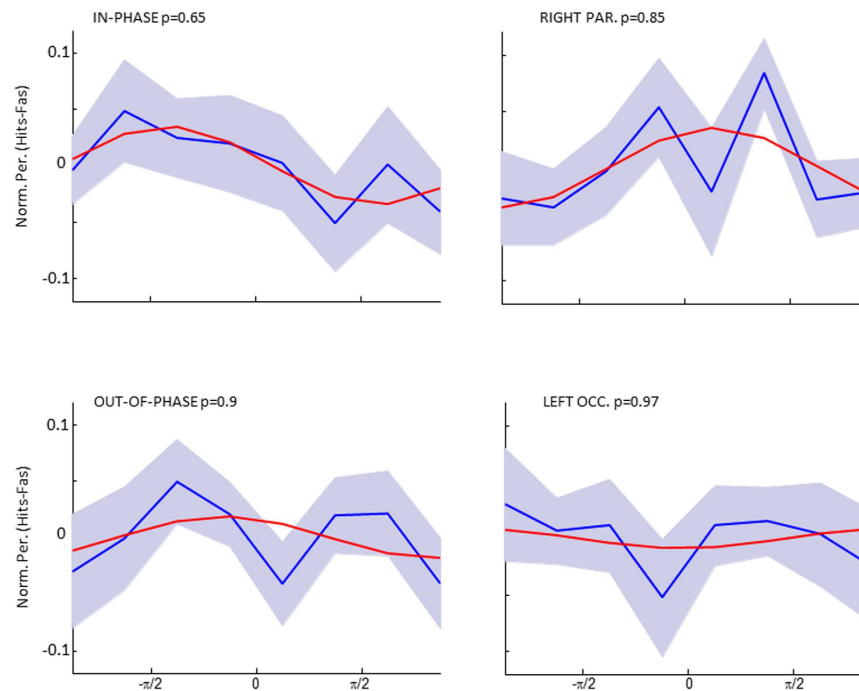 IN-PHASE p=0.65
RIGHT PAR. p=0.85
0.1
0
-0.1
Norm. Per. (Hits-Fas)
OUT-OF-PHASE p=0.9
LEFT OCC. p=0.97
0.1
0
-0.1
Norm. Per. (Hits-Fas)
-π/2 0 π/2
-π/2 0 π/2